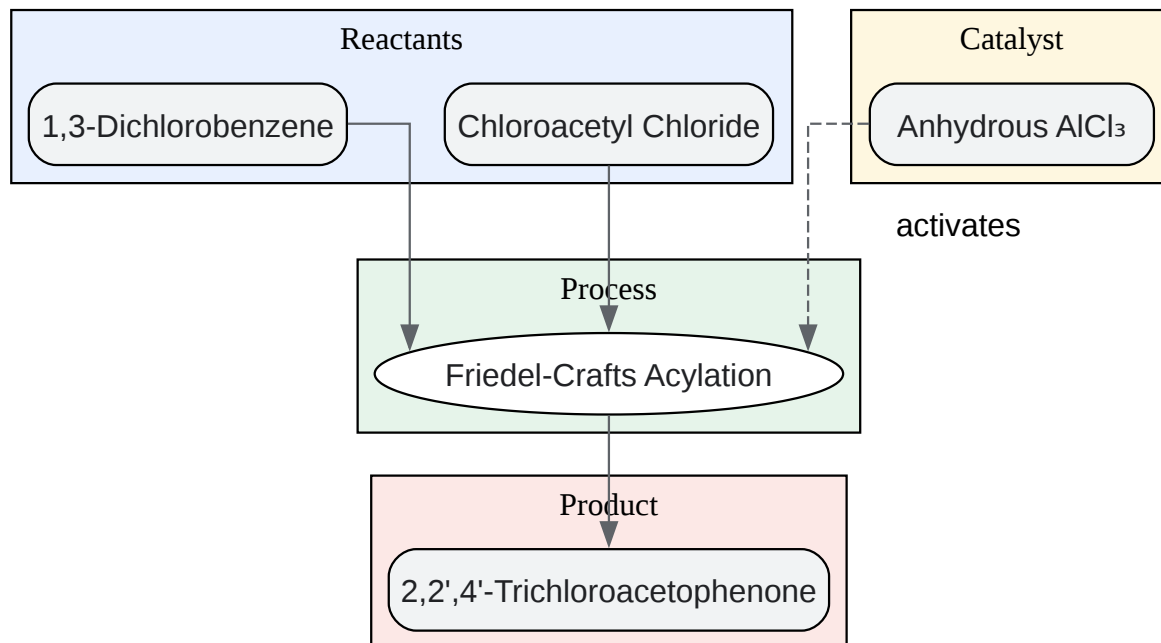 Reactants
Catalyst
1,3-Dichlorobenzene
Chloroacetyl Chloride
Anhydrous AlCl₃
activates
Process
Friedel-Crafts Acylation
Product
2,2',4'-Trichloroacetophenone